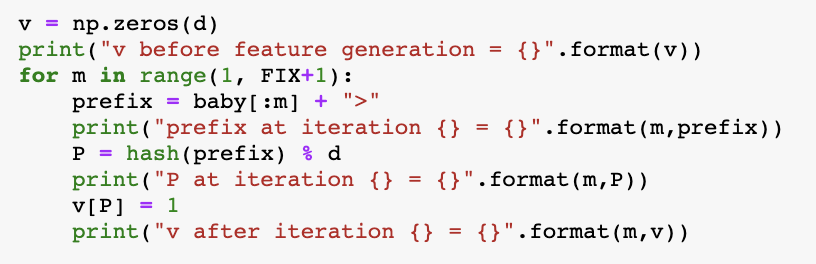 v = np.zeros(d)
print("v before feature generation = {}".format(v))
for m in range(1, FIX+1):
    prefix = baby[:m] + ">"
    print("prefix at iteration {} = {}".format(m,prefix))
    P = hash(prefix) % d
    print("P at iteration {} = {}".format(m,P))
    v[P] = 1
    print("v after iteration {} = {}".format(m,v))